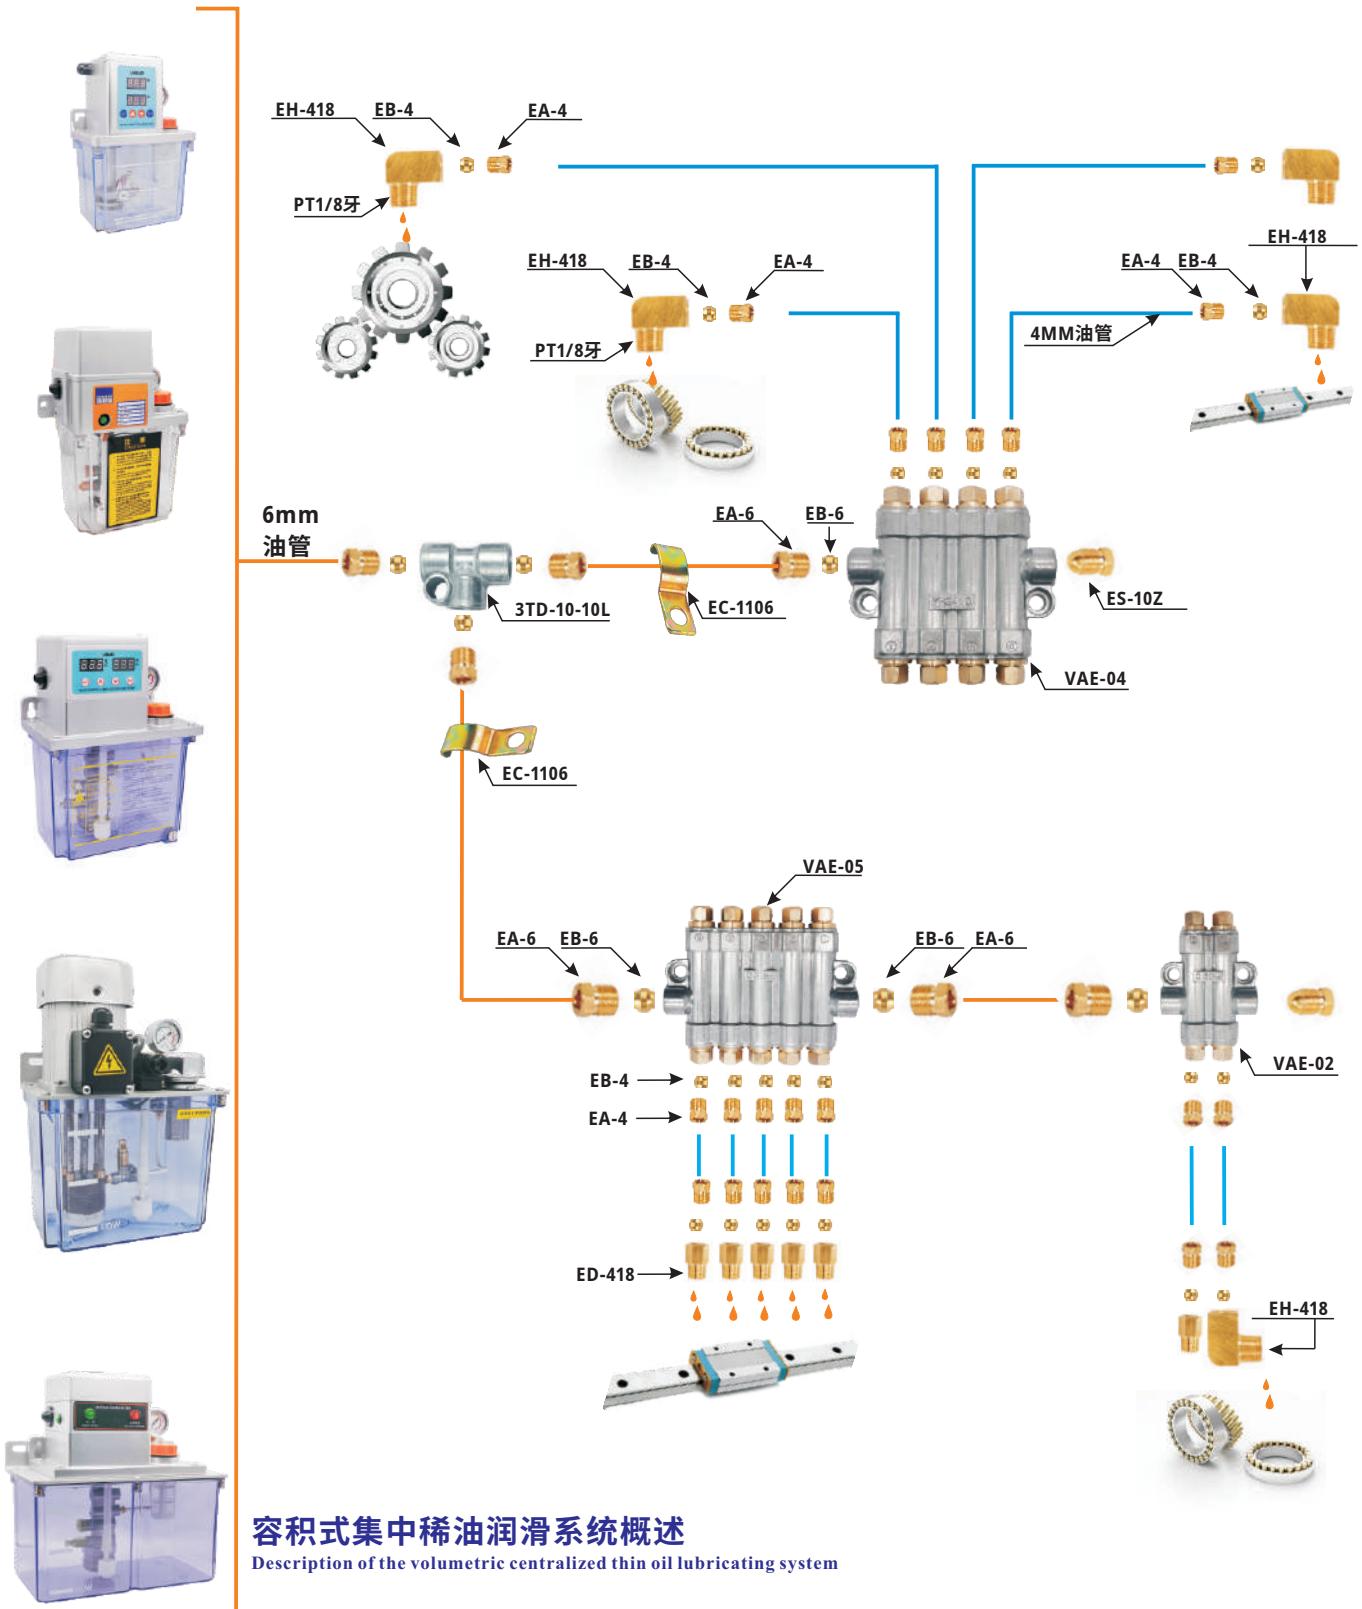 EH-418
EB-4
EA-4
PT1/8牙
EH-418
EB-4
EA-4
PT1/8牙
EH-418
EA-4
EB-4
4MM油管
6mm
油管
EA-6
EB-6
3TD-10-10L
EC-1106
ES-10Z
VAE-04
EC-1106
VAE-05
EA-6
EB-6
EB-6
EA-6
VAE-02
EB-4
EA-4
ED-418
EH-418
LOW
容积式集中稀油润滑系统概述
Description of the volumetric centralized thin oil lubricating system